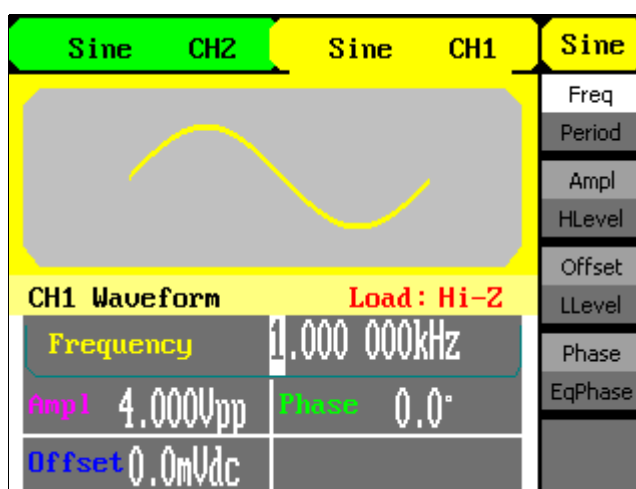 Sine CH2 Sine CH1 Sine
Freq
Period
Ampl
HLevel
Offset
LLevel
Phase
EqPhase
CH1 Waveform Load: Hi-Z
Frequency 1.000 000kHz
Ampl 4.000Vpp Phase 0.0°
Offset 0.0mVdc